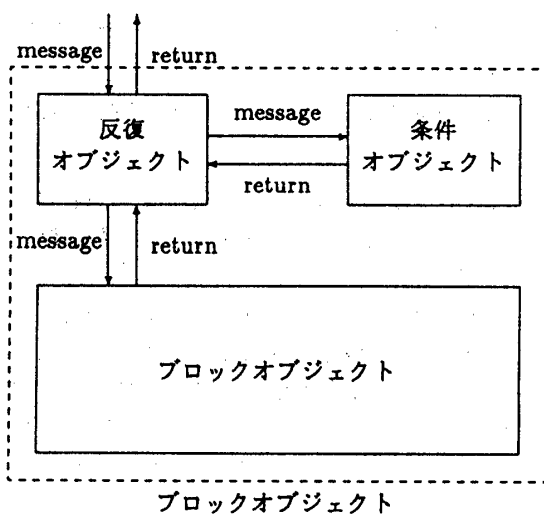 message
return
反復
オブジェクト
message
return
条件
オブジェクト
message
return
ブロックオブジェクト
ブロックオブジェクト